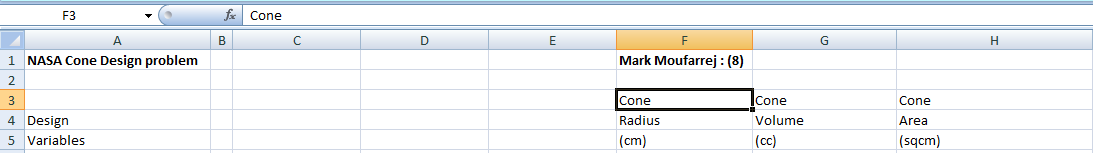 F3 fx Cone
A B C D E F G H
1 NASA Cone Design problem Mark Moufarrej : (8)
2
3 Cone Cone Cone
4 Design Radius Volume Area
5 Variables (cm) (cc) (sqcm)